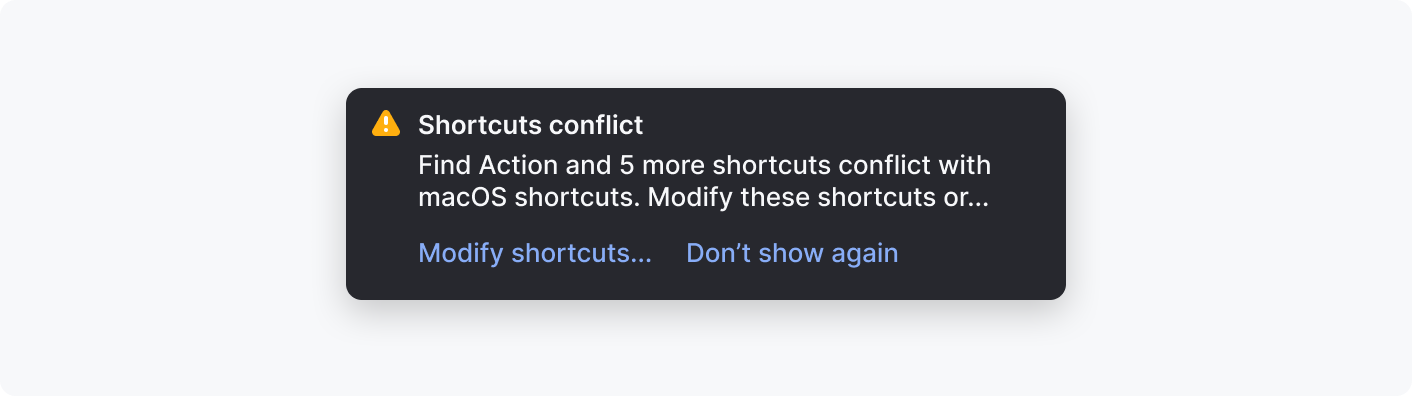 Shortcuts conflict
Find Action and 5 more shortcuts conflict with
macOS shortcuts. Modify these shortcuts or...
Modify shortcuts... Don’t show again